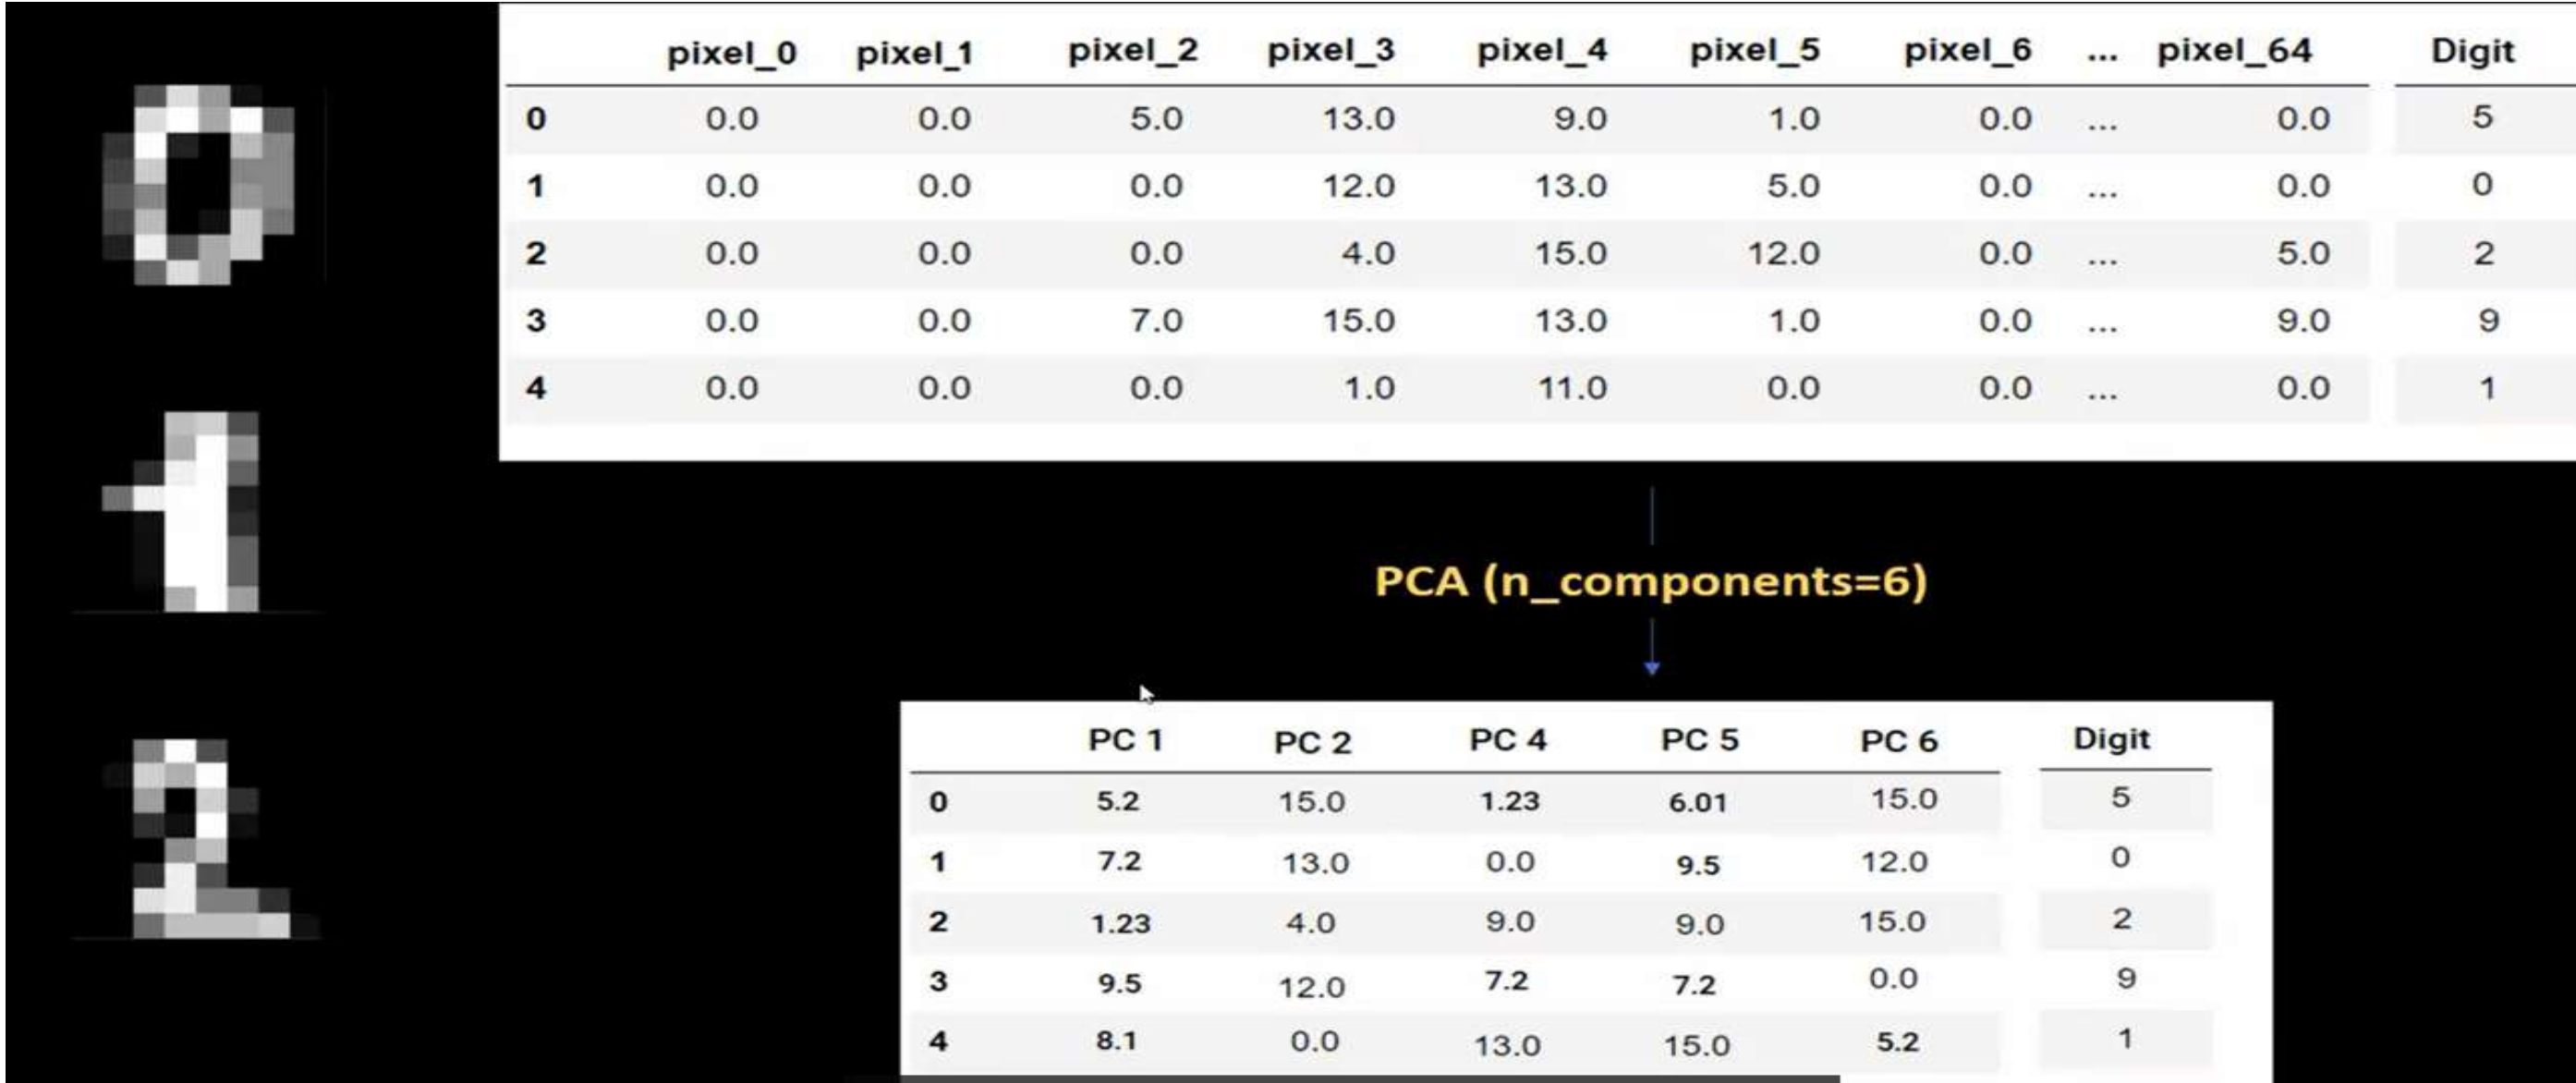 pixel_0 pixel_1 pixel_2 pixel_3 pixel_4 pixel_5 pixel_6 ... pixel_64 Digit
0 0.0 0.0 5.0 13.0 9.0 1.0 0.0 ... 0.0 5
1 0.0 0.0 0.0 12.0 13.0 5.0 0.0 ... 0.0 0
2 0.0 0.0 0.0 4.0 15.0 12.0 0.0 ... 5.0 2
3 0.0 0.0 7.0 15.0 13.0 1.0 0.0 ... 9.0 9
4 0.0 0.0 0.0 1.0 11.0 0.0 0.0 ... 0.0 1
0
1
2
PCA (n_components=6)
PC 1 PC 2 PC 4 PC 5 PC 6 Digit
0 5.2 15.0 1.23 6.01 15.0 5
1 7.2 13.0 0.0 9.5 12.0 0
2 1.23 4.0 9.0 9.0 15.0 2
3 9.5 12.0 7.2 7.2 0.0 9
4 8.1 0.0 13.0 15.0 5.2 1